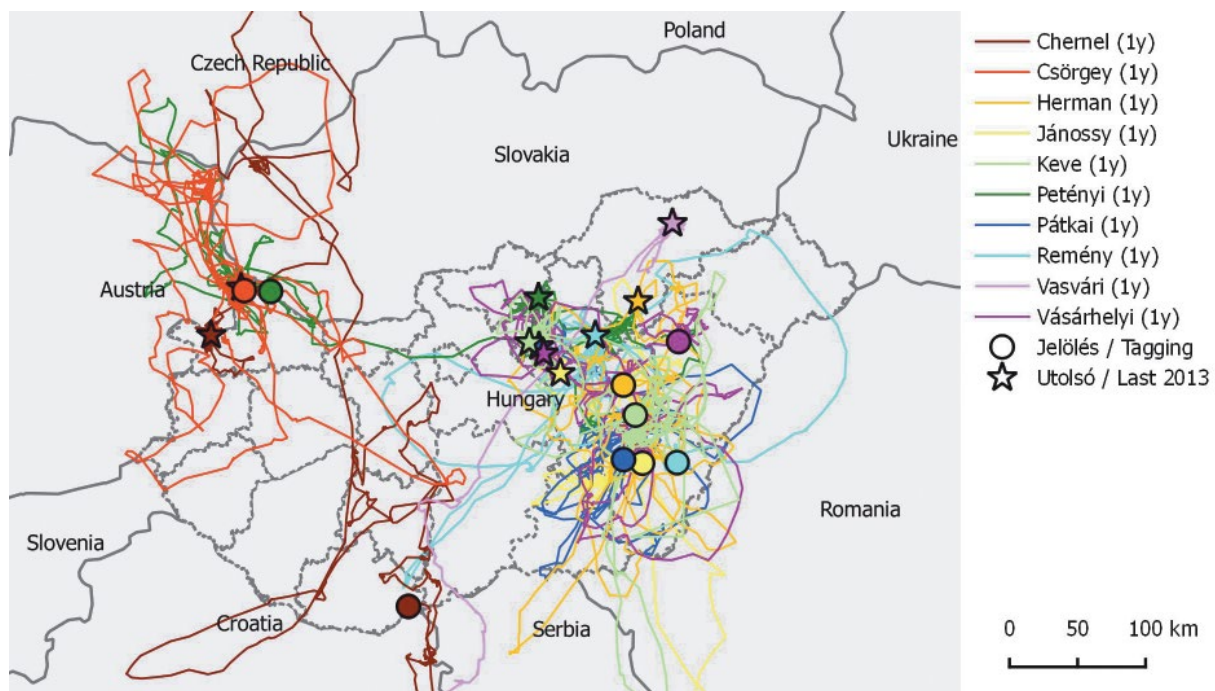 Poland
Czech Republic
Slovakia
Ukraine
Austria
Hungary
Slovenia
Romania
Croatia
Serbia
Chernel (1y)
Csörgey (1y)
Herman (1y)
Jánossy (1y)
Keve (1y)
Petényi (1y)
Pátkai (1y)
Remény (1y)
Vasvári (1y)
Vásárhelyi (1y)
Jelölés / Tagging
Utolsó / Last 2013
0 50 100 km